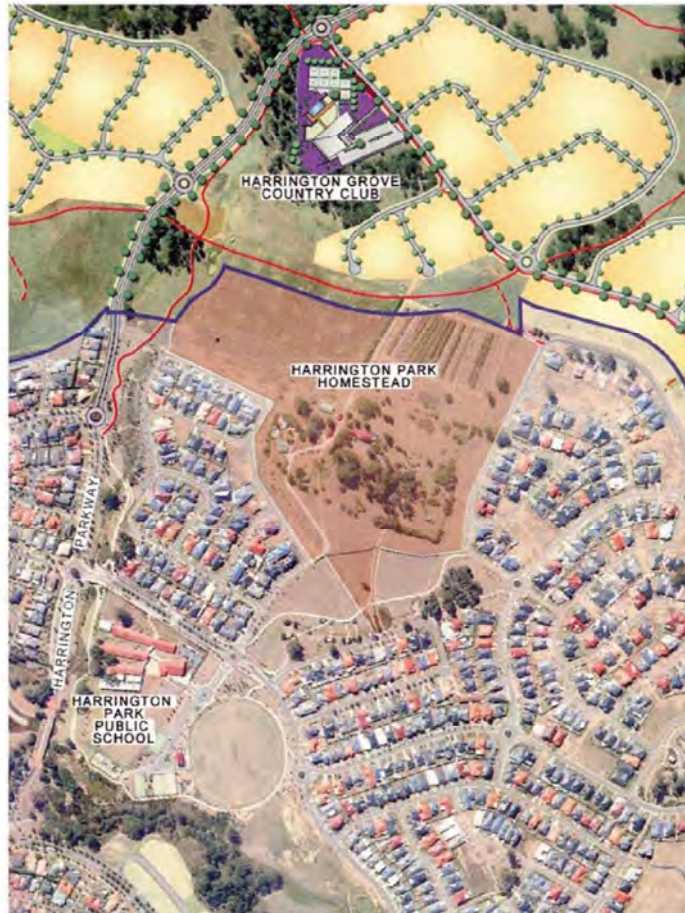 HARRINGTON GROVE
COUNTRY CLUB
HARRINGTON PARK
HOMESTEAD
PARKWAY
HARRINGTON
HARRINGTON
PARK
PUBLIC
SCHOOL